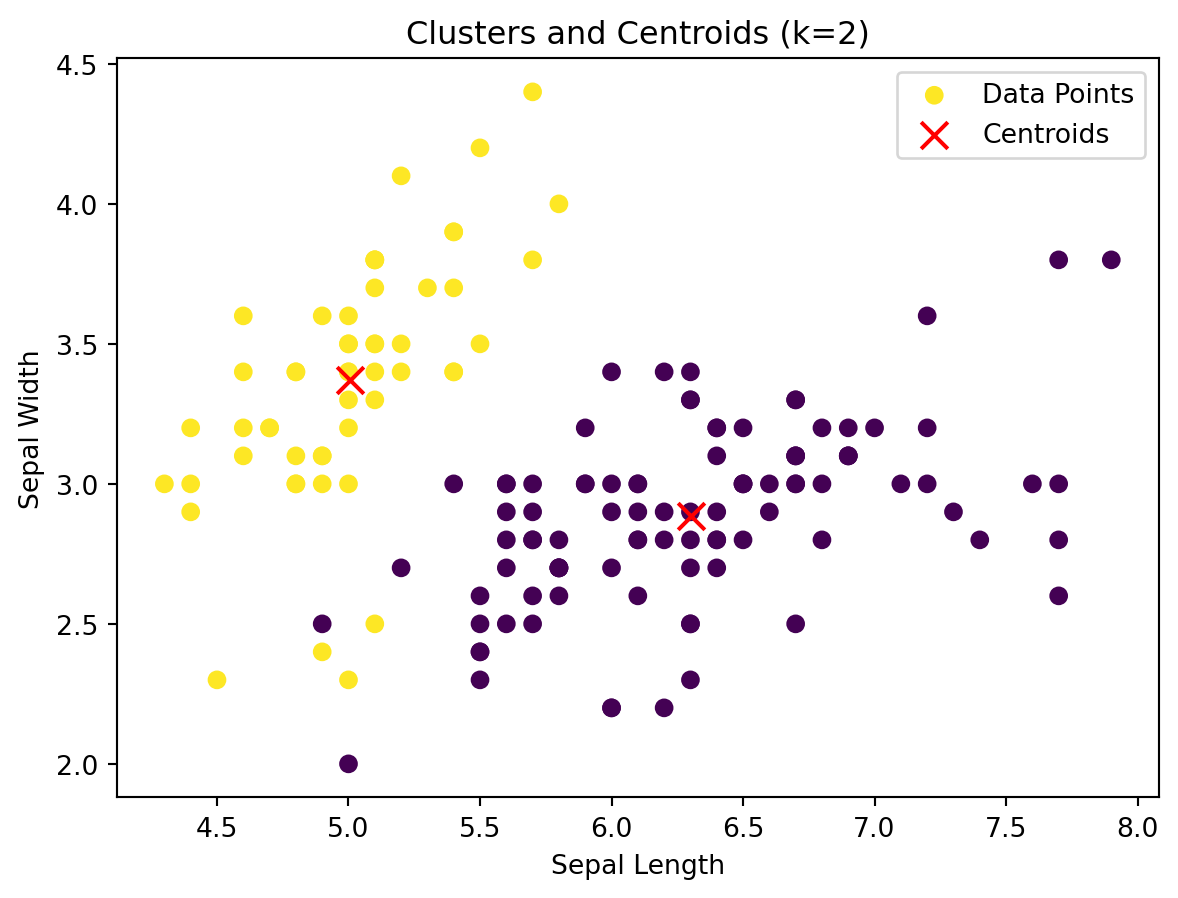 Clusters and Centroids (k=2)
Data Points
Centroids
4.5
4.0
3.5
3.0
2.5
2.0
Sepal Width
4.5 5.0 5.5 6.0 6.5 7.0 7.5 8.0
Sepal Length